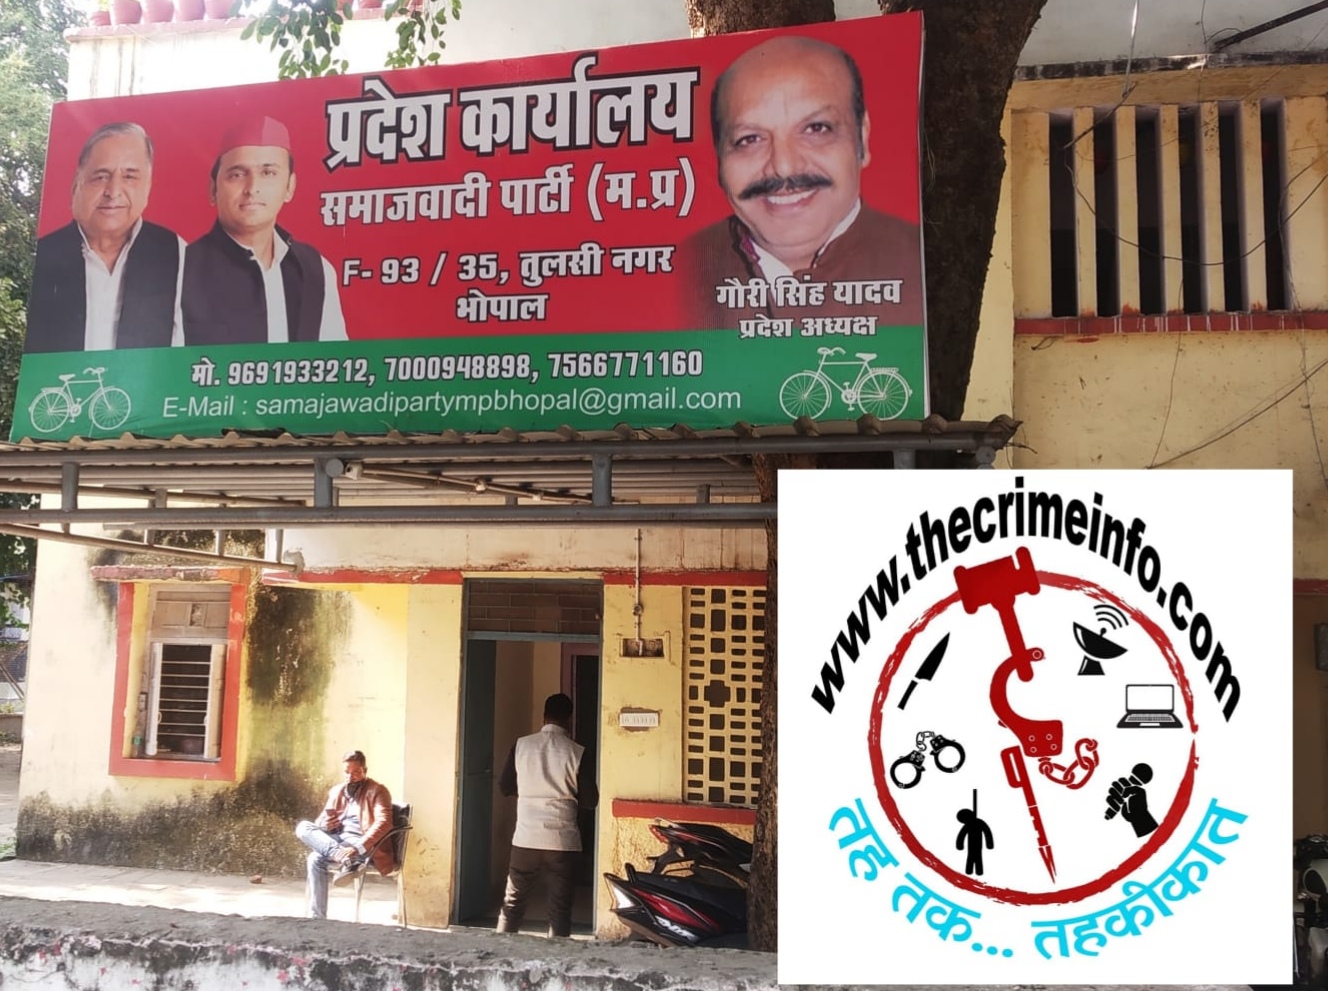 प्रदेश कार्यालय
समाजवादी पार्टी (म.प्र)
F- 93 / 35, तुलसी नगर
भोपाल
गौरी सिंह यादव
प्रदेश अध्यक्ष
मो. 9691933212, 7000948898, 7566771160
E-Mail : samajawadipartympbhopal@gmail.com
www.thecrimeinfo.com
तह तक... तहकीकात